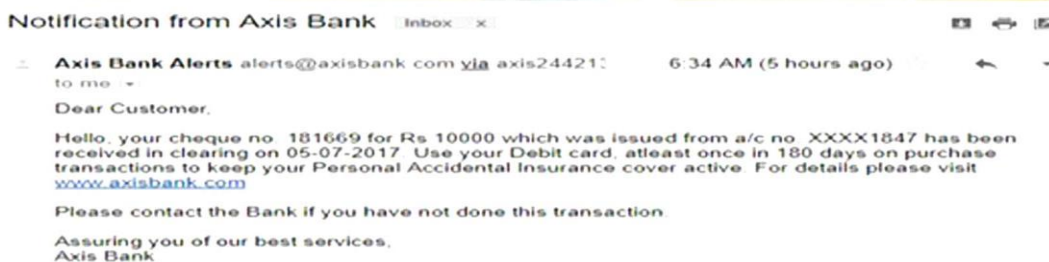 Notification from Axis Bank Inbox x
Axis Bank Alerts alerts@axisbank.com via axis244213 6:34 AM (5 hours ago)
to me
Dear Customer,
Hello, your cheque no. 181669 for Rs 10000 which was issued from a/c no. XXXX1847 has been
received in clearing on 05-07-2017. Use your Debit card, atleast once in 180 days on purchase
transactions to keep your Personal Accidental Insurance cover active. For details please visit
www.axisbank.com
Please contact the Bank if you have not done this transaction.
Assuring you of our best services,
Axis Bank